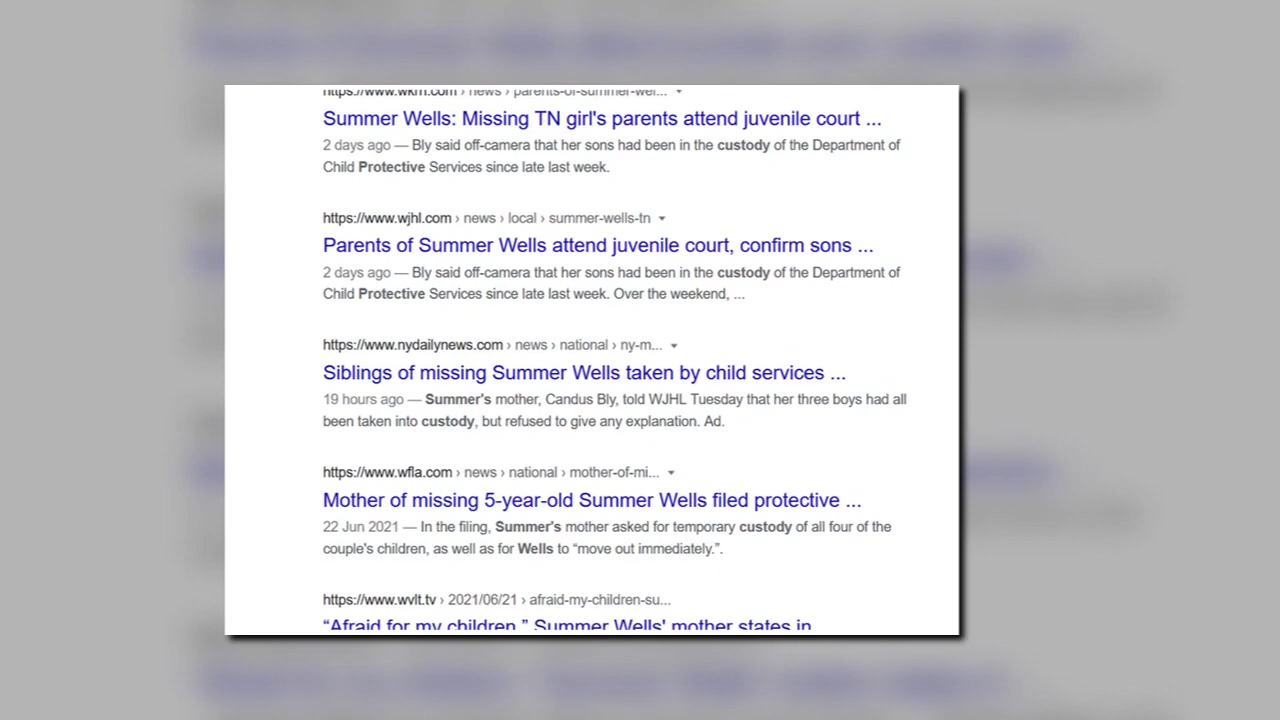 https://www.wkrn.com › news › parents-of-summer-wel...
Summer Wells: Missing TN girl's parents attend juvenile court ...
2 days ago — Bly said off-camera that her sons had been in the custody of the Department of
Child Protective Services since late last week.
https://www.wjhl.com › news › local › summer-wells-tn
Parents of Summer Wells attend juvenile court, confirm sons ...
2 days ago — Bly said off-camera that her sons had been in the custody of the Department of
Child Protective Services since late last week. Over the weekend, ...
https://www.nydailynews.com › news › national › ny-m...
Siblings of missing Summer Wells taken by child services ...
19 hours ago — Summer's mother, Candus Bly, told WJHL Tuesday that her three boys had all
been taken into custody, but refused to give any explanation. Ad.
https://www.wfla.com › news › national › mother-of-mi...
Mother of missing 5-year-old Summer Wells filed protective ...
22 Jun 2021 — In the filing, Summer's mother asked for temporary custody of all four of the
couple's children, as well as for Wells to “move out immediately.”.
https://www.wvlt.tv › 2021/06/21 › afraid-my-children-su...
“Afraid for my children,” Summer Wells' mother states in